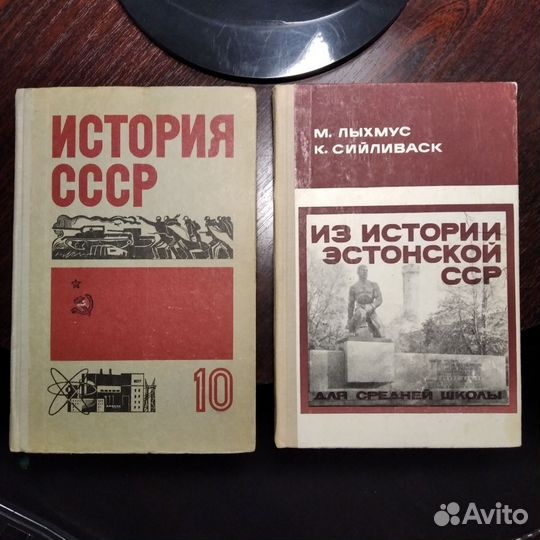 ИСТОРИЯ
СССР
10
М. ЛЫХМУС
К. СИЙЛИВАСК
ИЗ ИСТОРИИ
ЭСТОНСКОЙ
ССР
ДЛЯ СРЕДНЕЙ ШКОЛЫ
Avito